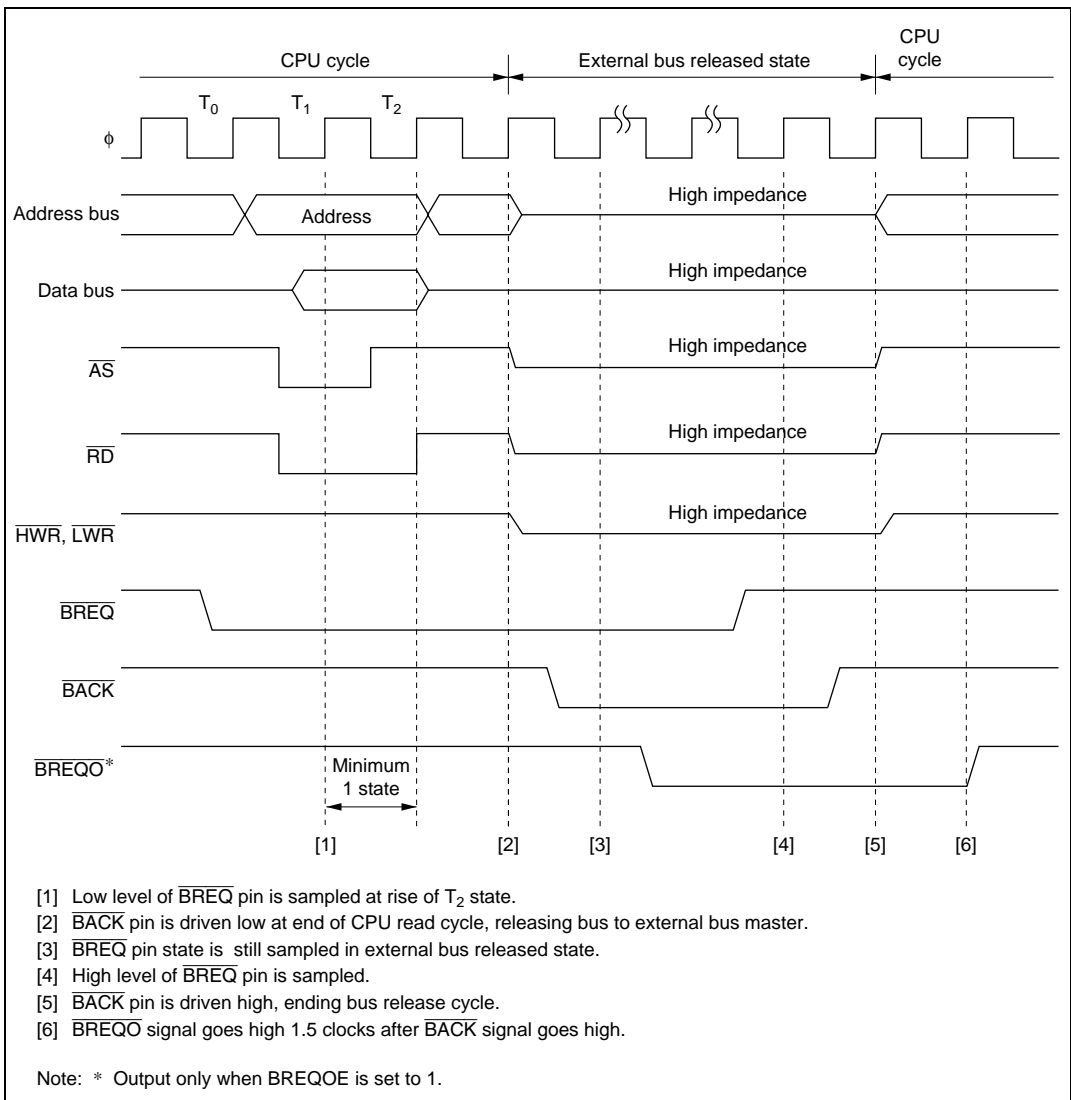 CPU cycle
External bus released state
CPU
cycle
T0
T1
T2
ϕ
Address bus
Address
High impedance
Data bus
High impedance
AS
High impedance
RD
High impedance
HWR, LWR
High impedance
BREQ
BACK
BREQO*
Minimum
1 state
[1]
[2]
[3]
[4]
[5]
[6]
[1] Low level of BREQ pin is sampled at rise of T2 state.
[2] BACK pin is driven low at end of CPU read cycle, releasing bus to external bus master.
[3] BREQ pin state is still sampled in external bus released state.
[4] High level of BREQ pin is sampled.
[5] BACK pin is driven high, ending bus release cycle.
[6] BREQO signal goes high 1.5 clocks after BACK signal goes high.
Note: * Output only when BREQOE is set to 1.